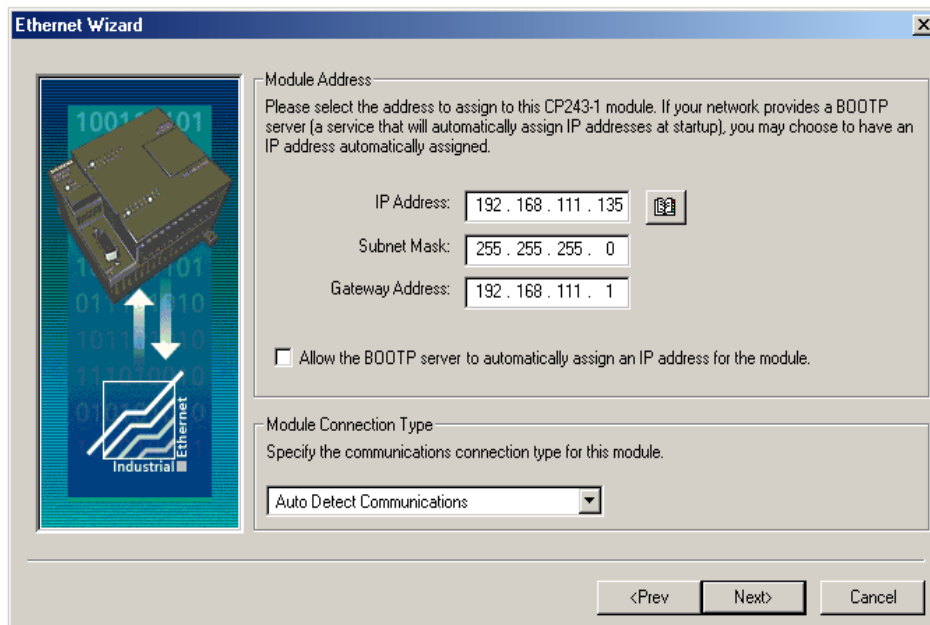 Ethernet Wizard
Module Address
Please select the address to assign to this CP243-1 module. If your network provides a BOOTP
server (a service that will automatically assign IP addresses at startup), you may choose to have an
IP address automatically assigned.
IP Address: 192 . 168 . 111 . 135
Subnet Mask: 255 . 255 . 255 . 0
Gateway Address: 192 . 168 . 111 . 1
Allow the BOOTP server to automatically assign an IP address for the module.
Module Connection Type
Specify the communications connection type for this module.
Auto Detect Communications
Industrial
Ethernet
<Prev
Next>
Cancel